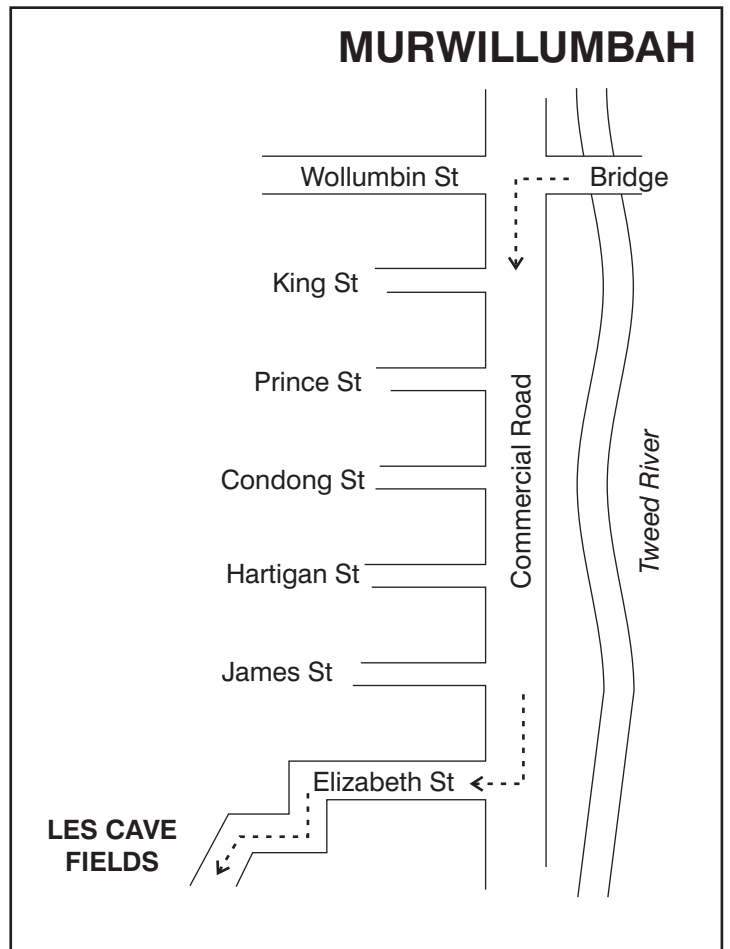 MURWILLUMBAH
Wollumbin St
Bridge
King St
Prince St
Commercial Road
Tweed River
Condong St
Hartigan St
James St
Elizabeth St
LES CAVE
FIELDS